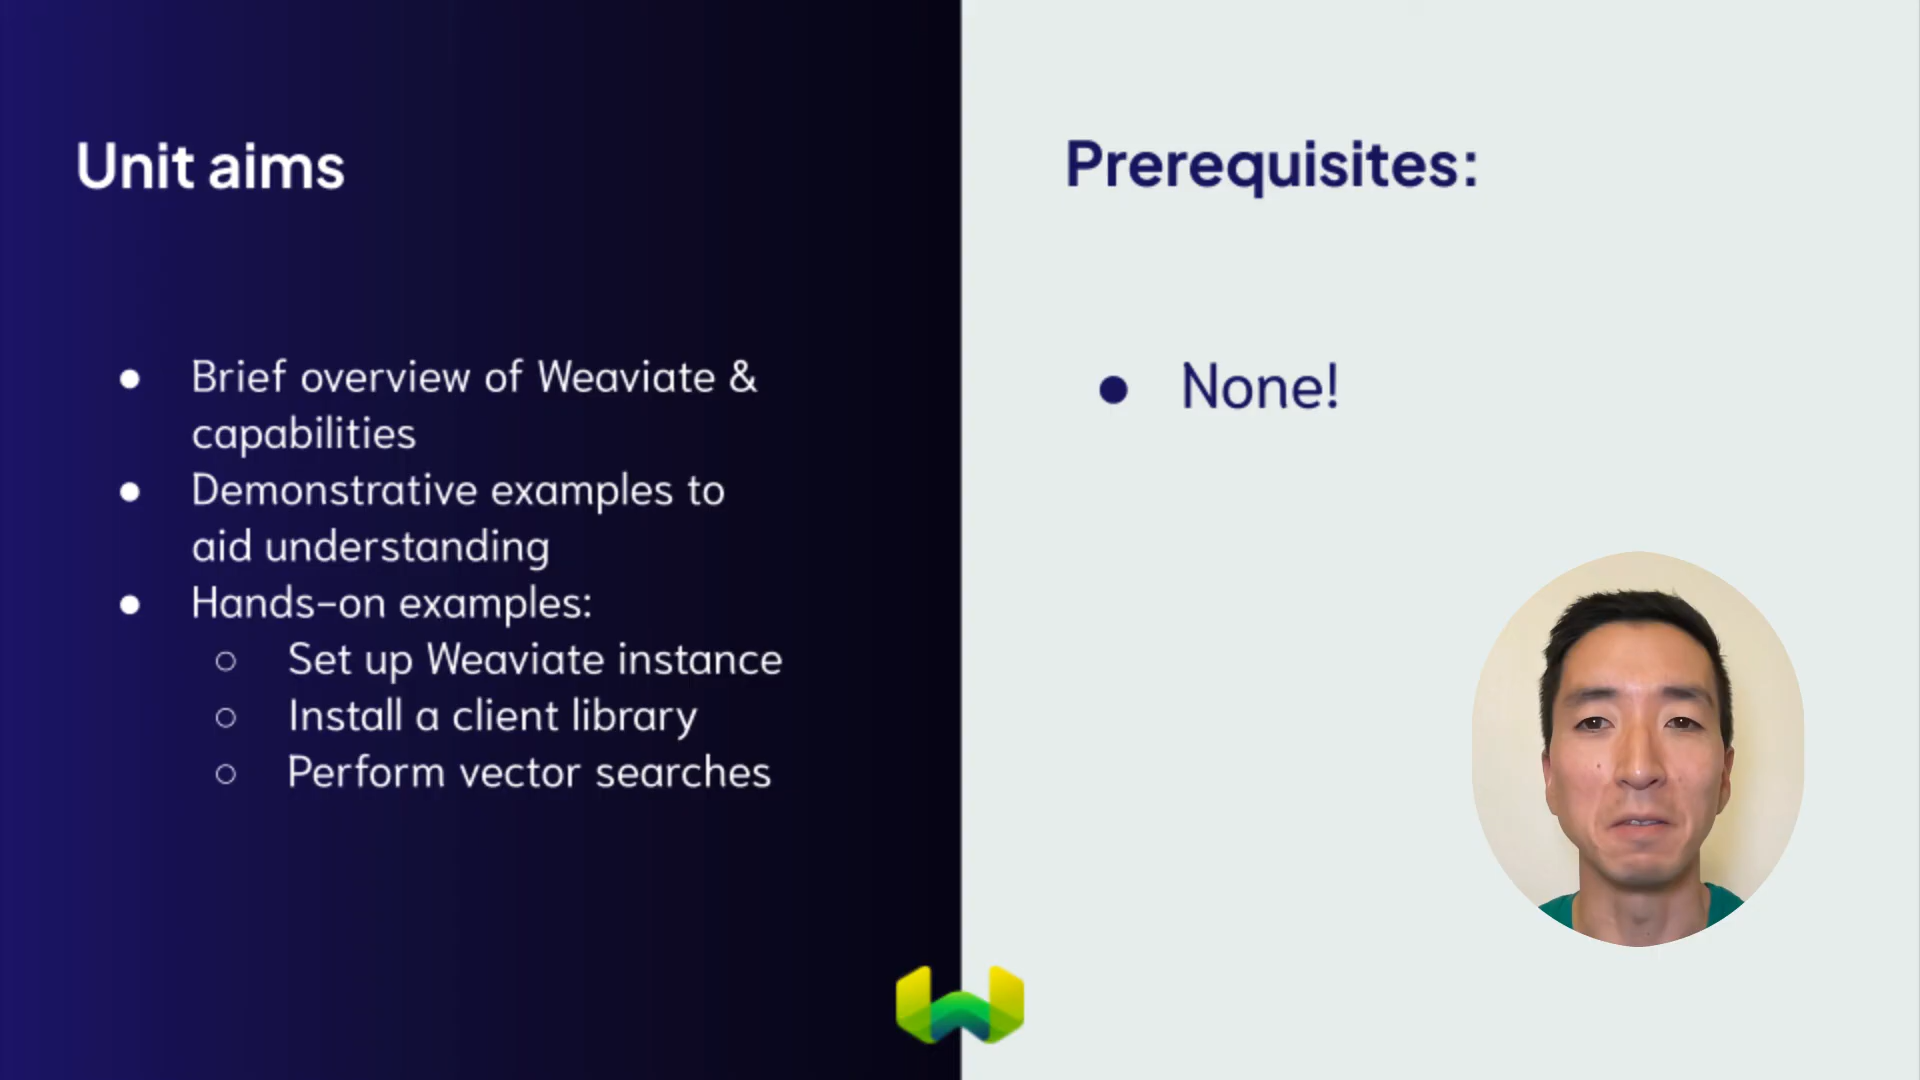 Unit aims
● Brief overview of Weaviate &
capabilities
● Demonstrative examples to
aid understanding
● Hands-on examples:
○ Set up Weaviate instance
○ Install a client library
○ Perform vector searches
Prerequisites:
● None!